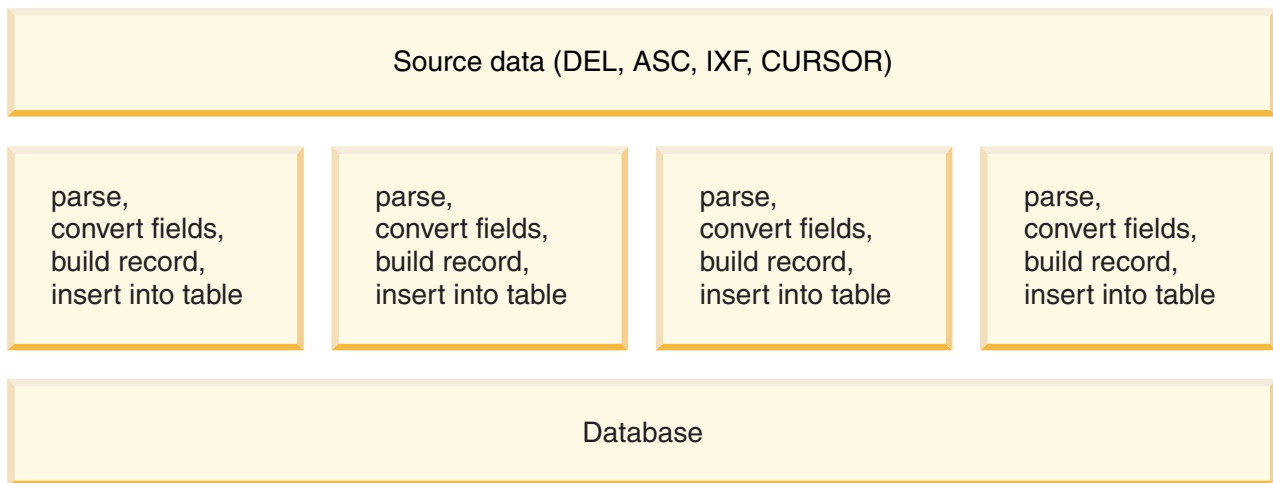 Source data (DEL, ASC, IXF, CURSOR)
parse,
convert fields,
build record,
insert into table
parse,
convert fields,
build record,
insert into table
parse,
convert fields,
build record,
insert into table
parse,
convert fields,
build record,
insert into table
Database